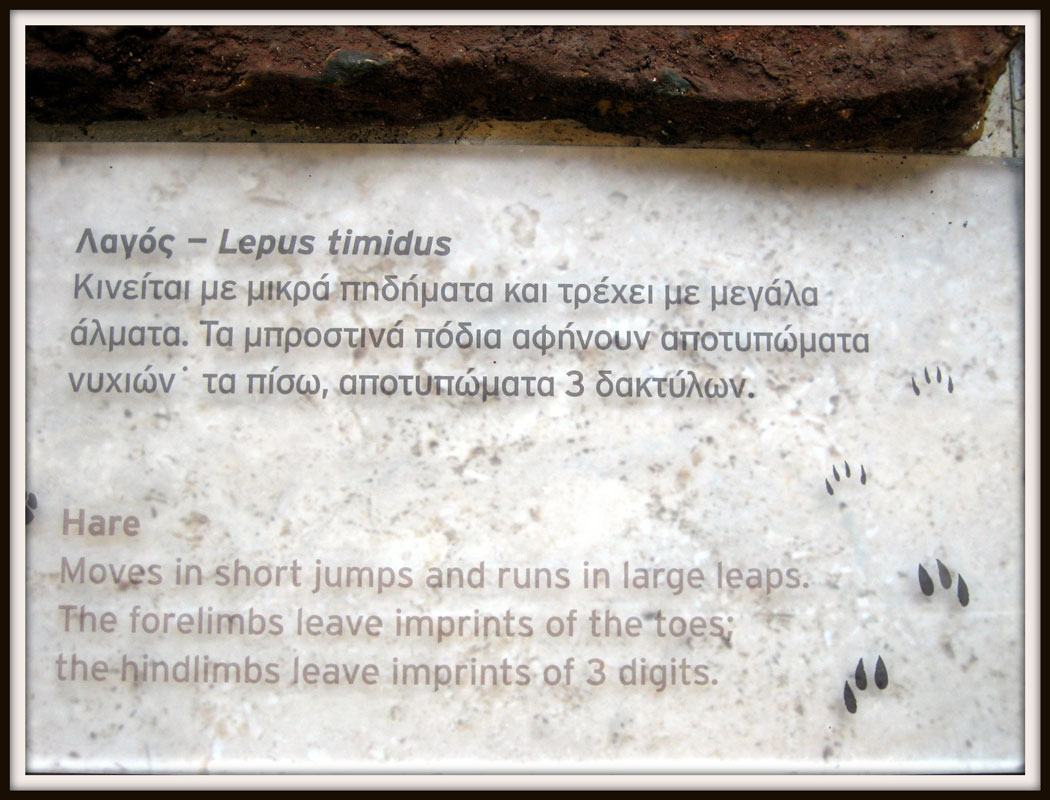 Λαγός – Lepus timidus
Κινείται με μικρά πηδήματα και τρέχει με μεγάλα
άλματα. Τα μπροστινά πόδια αφήνουν αποτυπώματα
νυχιών˙ τα πίσω, αποτυπώματα 3 δακτύλων.
Hare
Moves in short jumps and runs in large leaps.
The forelimbs leave imprints of the toes;
the hindlimbs leave imprints of 3 digits.